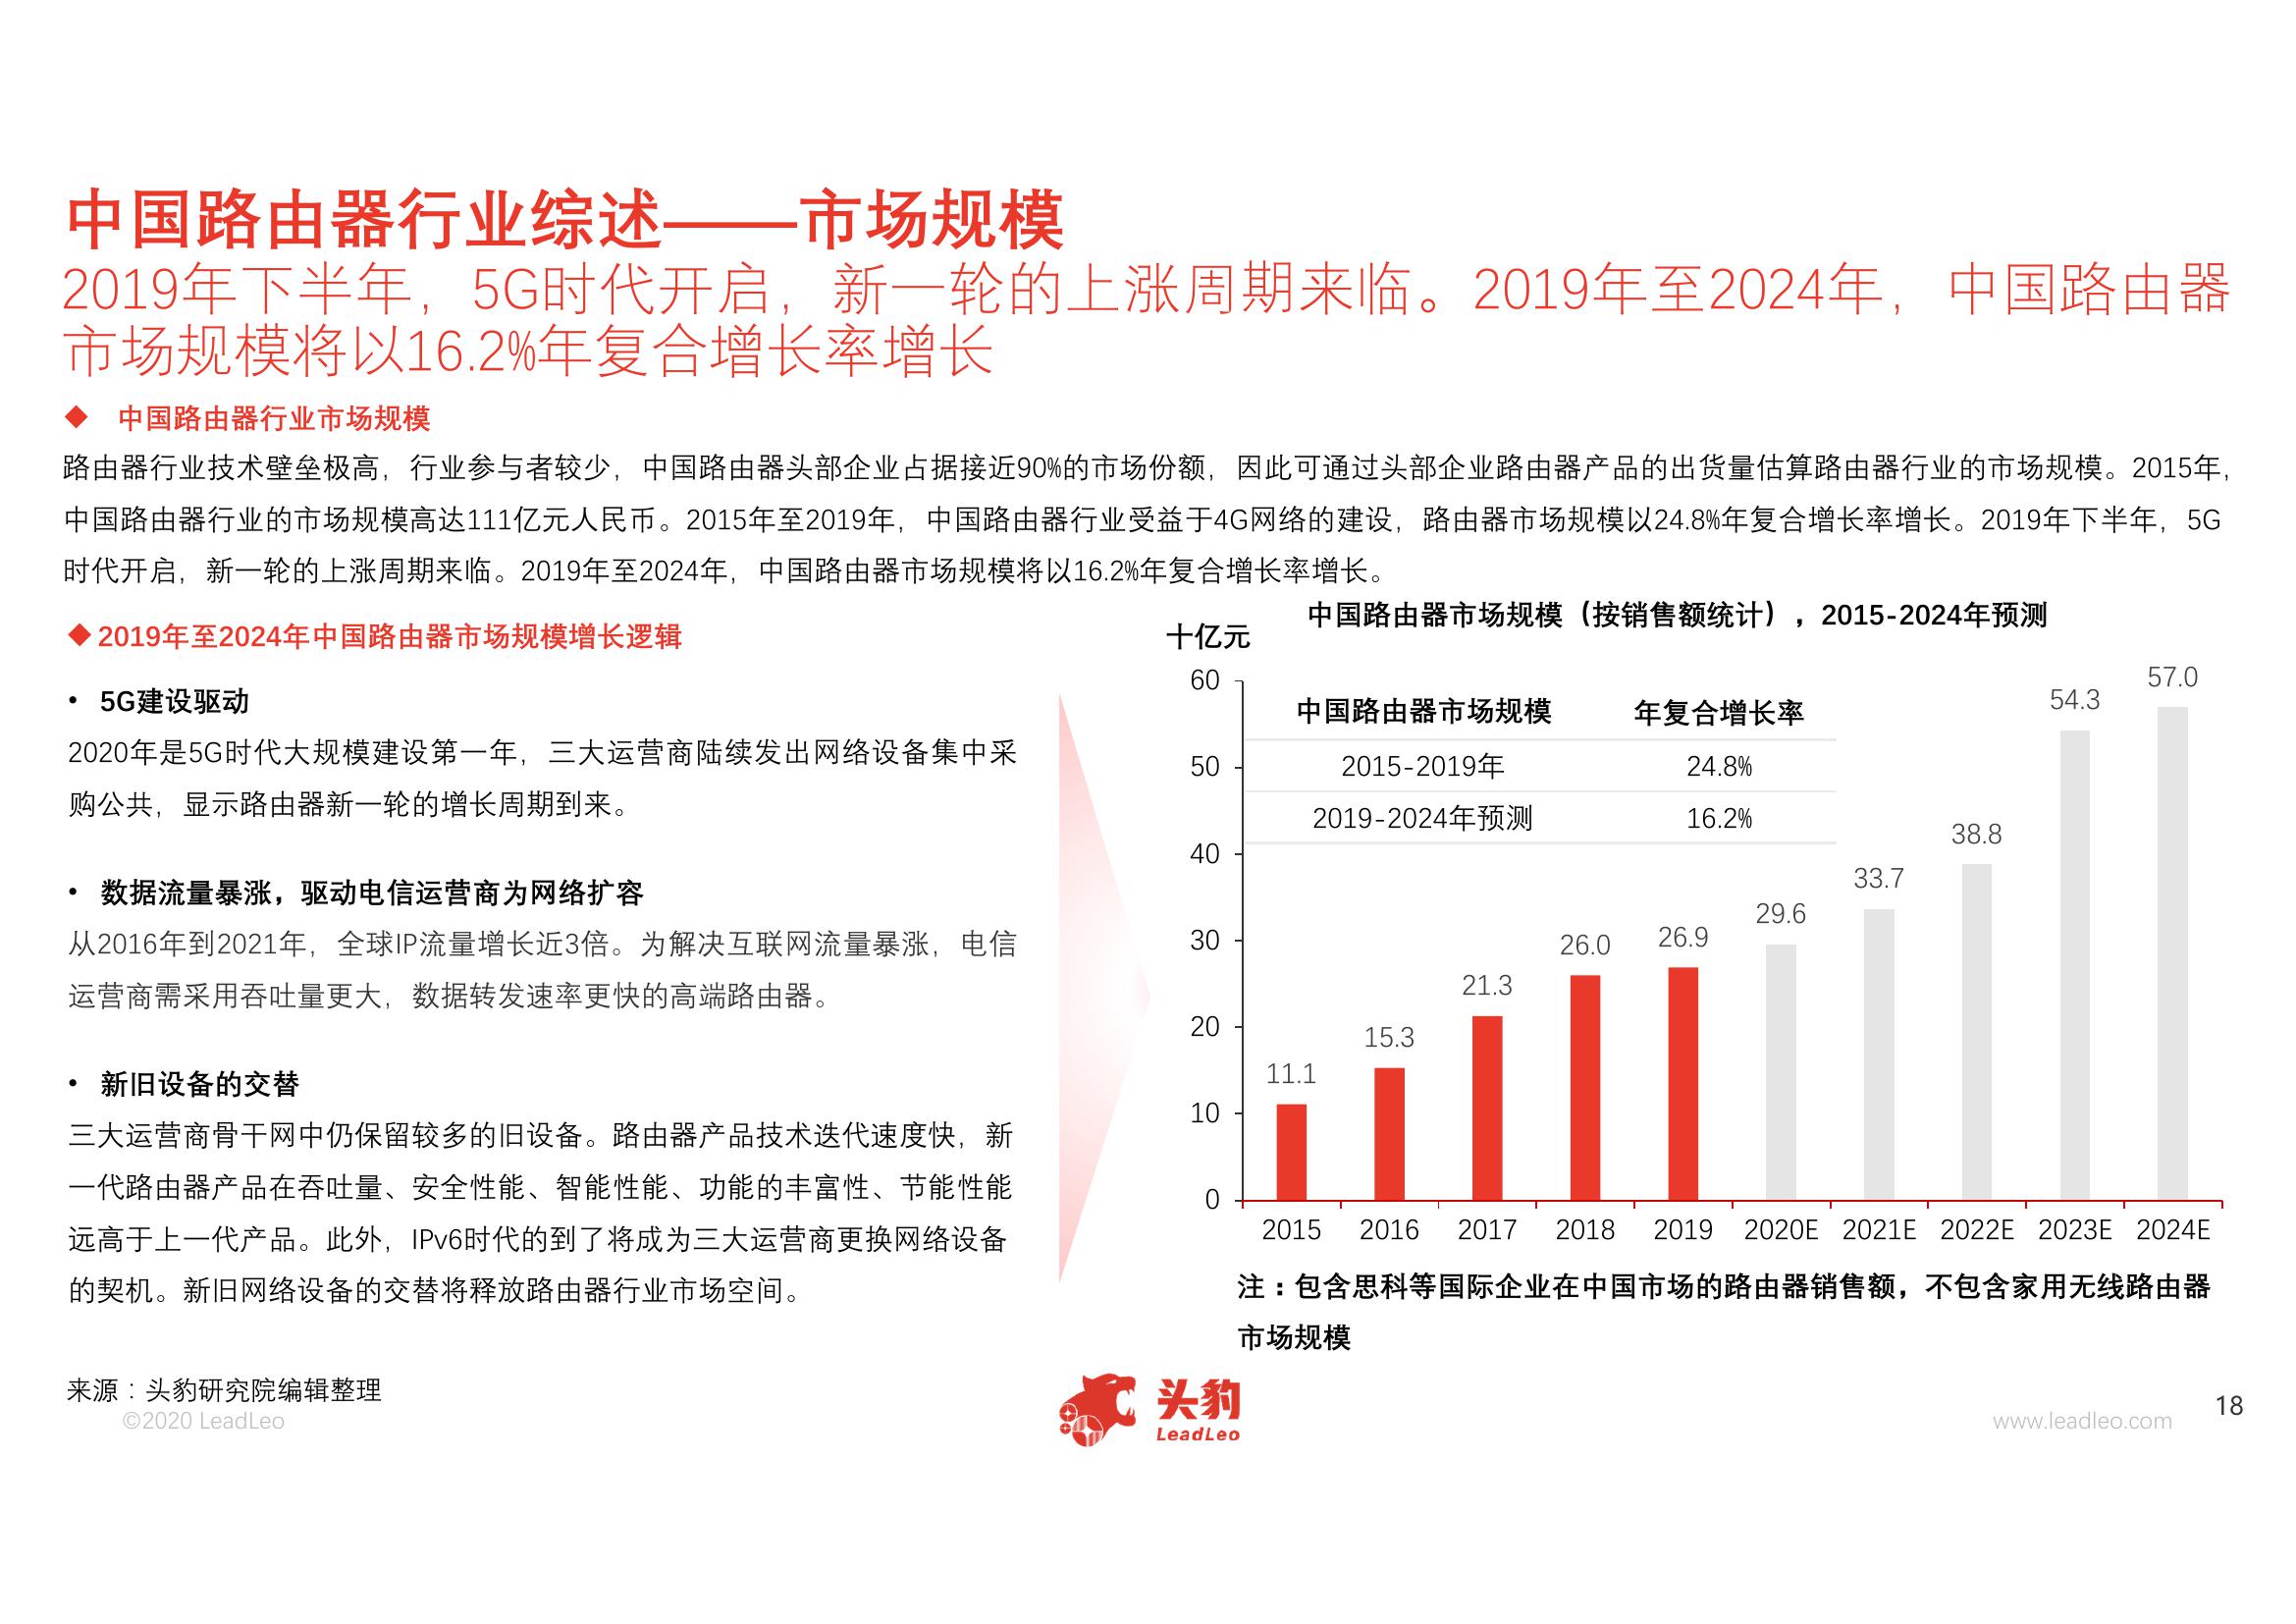 中国路由器行业综述——市场规模
2019年下半年，5G时代开启，新一轮的上涨周期来临。2019年至2024年，中国路由器
市场规模将以16.2%年复合增长率增长
◆ 中国路由器行业市场规模
路由器行业技术壁垒极高，行业参与者较少，中国路由器头部企业占据接近90%的市场份额，因此可通过头部企业路由器产品的出货量估算路由器行业的市场规模。2015年，
中国路由器行业的市场规模高达111亿元人民币。2015年至2019年，中国路由器行业受益于4G网络的建设，路由器市场规模以24.8%年复合增长率增长。2019年下半年，5G
时代开启，新一轮的上涨周期来临。2019年至2024年，中国路由器市场规模将以16.2%年复合增长率增长。
◆ 2019年至2024年中国路由器市场规模增长逻辑
• 5G建设驱动
2020年是5G时代大规模建设第一年，三大运营商陆续发出网络设备集中采
购公共，显示路由器新一轮的增长周期到来。
• 数据流量暴涨，驱动电信运营商为网络扩容
从2016年到2021年，全球IP流量增长近3倍。为解决互联网流量暴涨，电信
运营商需采用吞吐量更大，数据转发速率更快的高端路由器。
• 新旧设备的交替
三大运营商骨干网中仍保留较多的旧设备。路由器产品技术迭代速度快，新
一代路由器产品在吞吐量、安全性能、智能性能、功能的丰富性、节能性能
远高于上一代产品。此外，IPv6时代的到了将成为三大运营商更换网络设备
的契机。新旧网络设备的交替将释放路由器行业市场空间。
中国路由器市场规模（按销售额统计），2015-2024年预测
十亿元
中国路由器市场规模 年复合增长率
2015-2019年 24.8%
2019-2024年预测 16.2%
60
50
40
30
20
10
0
11.1
15.3
21.3
26.0
26.9
29.6
33.7
38.8
54.3
57.0
2015 2016 2017 2018 2019 2020E 2021E 2022E 2023E 2024E
注：包含思科等国际企业在中国市场的路由器销售额，不包含家用无线路由器
市场规模
来源：头豹研究院编辑整理
©2020 LeadLeo
头豹
LeadLeo
www.leadleo.com
18